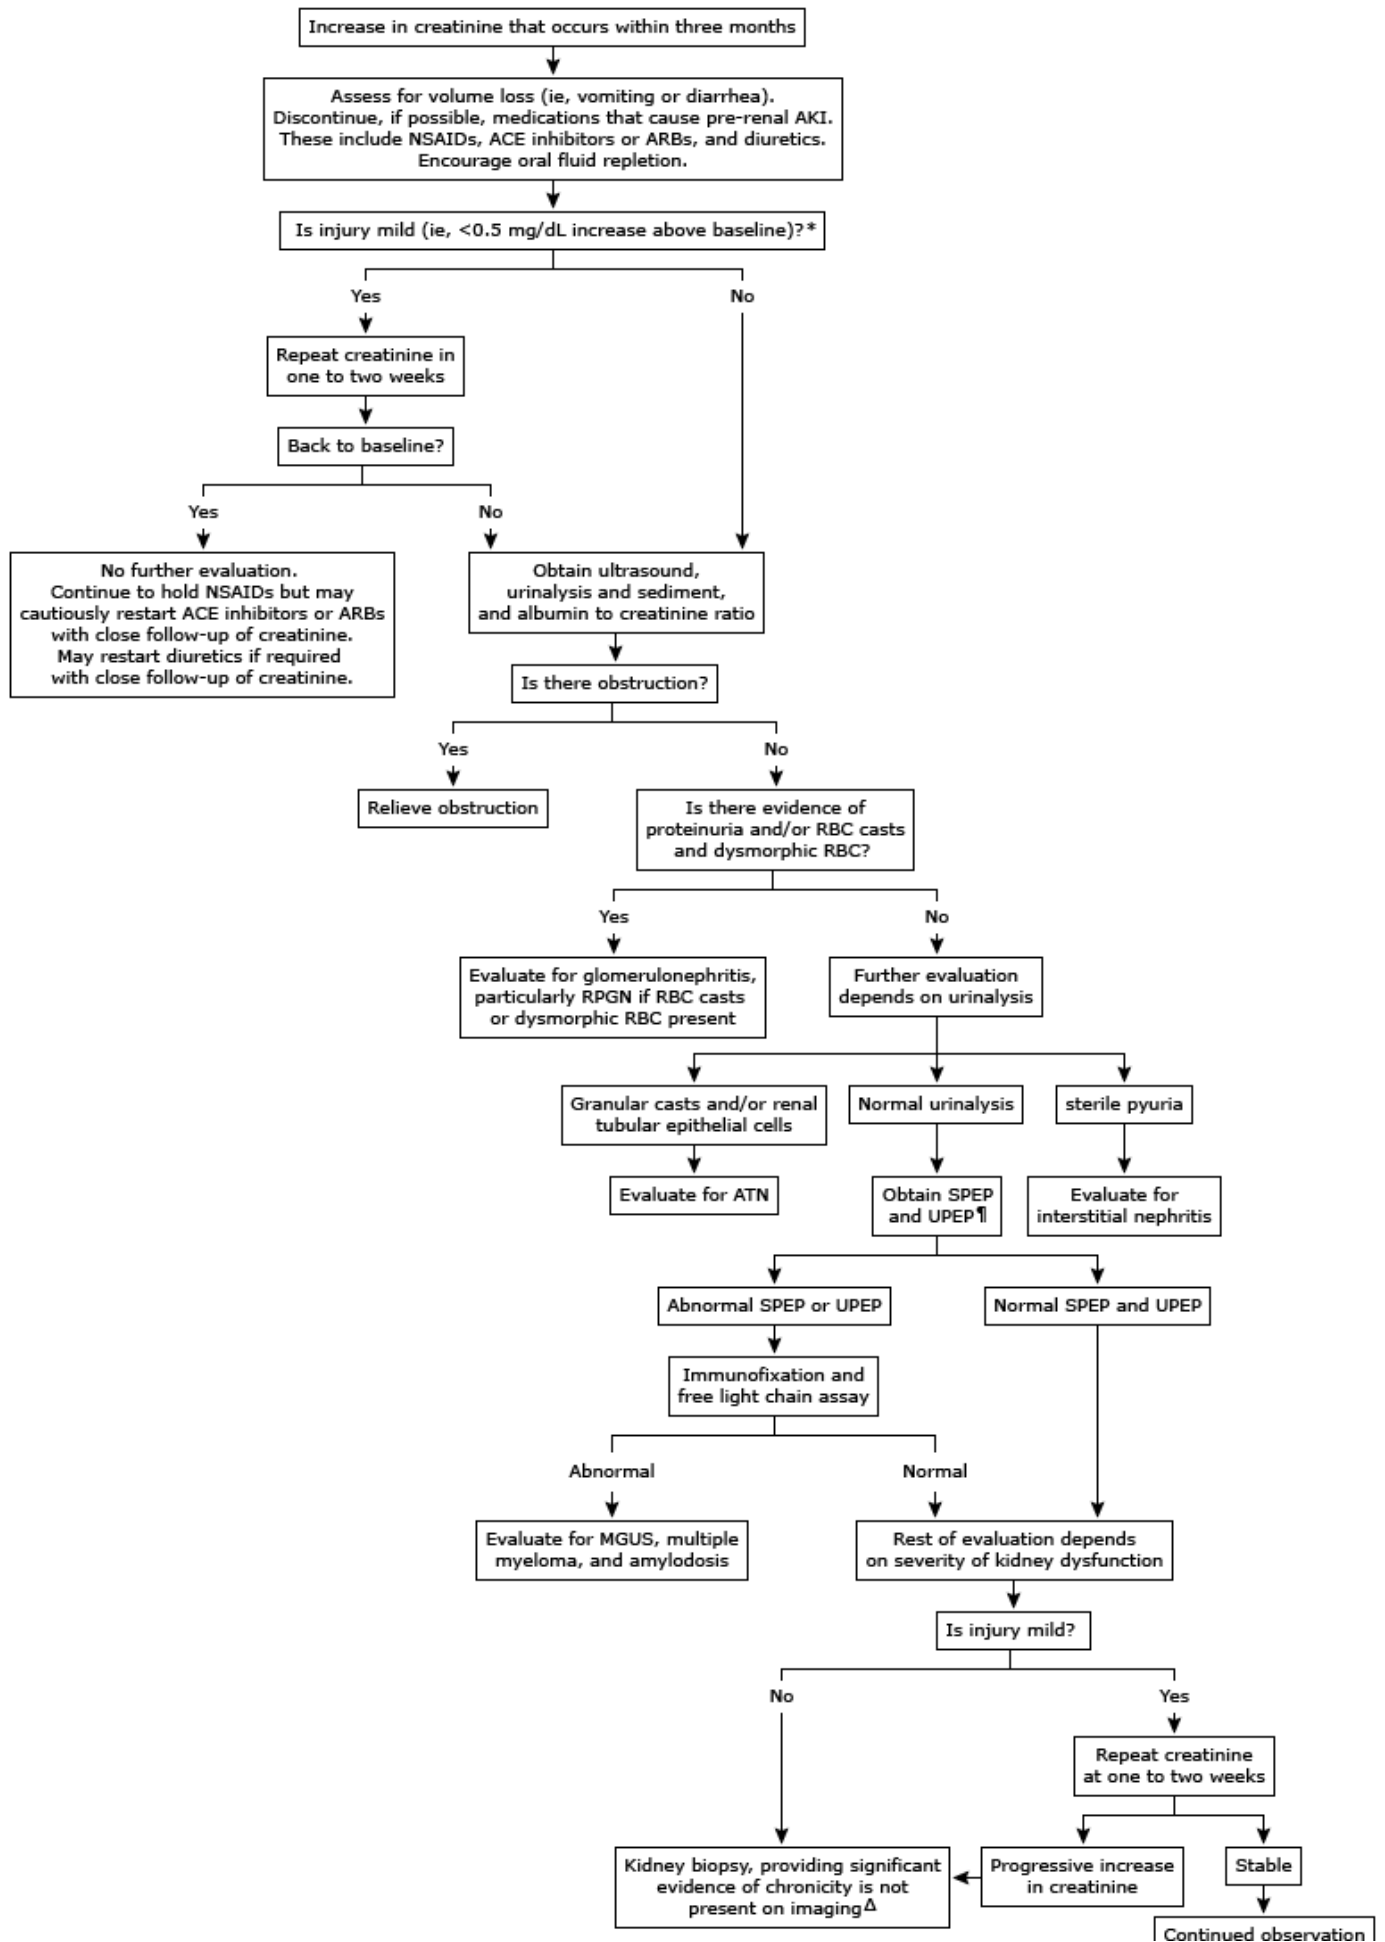 Increase in creatinine that occurs within three months
Assess for volume loss (ie, vomiting or diarrhea).
Discontinue, if possible, medications that cause pre-renal AKI.
These include NSAIDs, ACE inhibitors or ARBs, and diuretics.
Encourage oral fluid repletion.
Is injury mild (ie, <0.5 mg/dL increase above baseline)?*
Yes
No
Repeat creatinine in
one to two weeks
Back to baseline?
Yes
No
No further evaluation.
Continue to hold NSAIDs but may
cautiously restart ACE inhibitors or ARBs
with close follow-up of creatinine.
May restart diuretics if required
with close follow-up of creatinine.
Obtain ultrasound,
urinalysis and sediment,
and albumin to creatinine ratio
Is there obstruction?
Yes
No
Relieve obstruction
Is there evidence of
proteinuria and/or RBC casts
and dysmorphic RBC?
Yes
No
Evaluate for glomerulonephritis,
particularly RPGN if RBC casts
or dysmorphic RBC present
Further evaluation
depends on urinalysis
Granular casts and/or renal
tubular epithelial cells
Normal urinalysis
sterile pyuria
Evaluate for ATN
Obtain SPEP
and UPEP¶
Evaluate for
interstitial nephritis
Abnormal SPEP or UPEP
Normal SPEP and UPEP
Immunofixation and
free light chain assay
Abnormal
Normal
Evaluate for MGUS, multiple
myeloma, and amylodosis
Rest of evaluation depends
on severity of kidney dysfunction
Is injury mild?
No
Yes
Repeat creatinine
at one to two weeks
Kidney biopsy, providing significant
evidence of chronicity is not
present on imagingΔ
Progressive increase
in creatinine
Stable
Continued observation